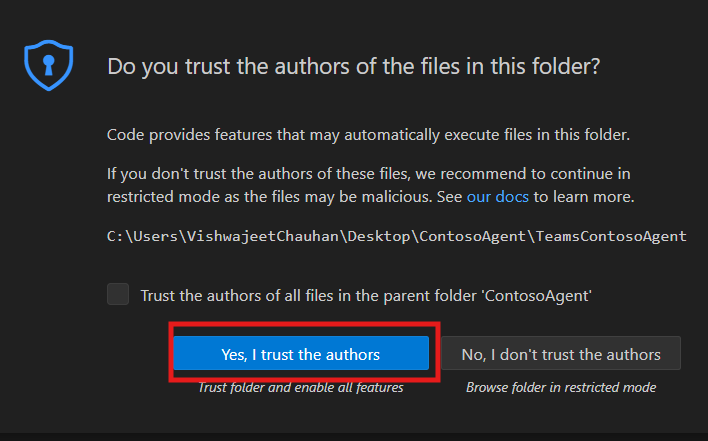 Do you trust the authors of the files in this folder?
Code provides features that may automatically execute files in this folder.
If you don't trust the authors of these files, we recommend to continue in
restricted mode as the files may be malicious. See our docs to learn more.
C:\Users\VishwajeetChauhan\Desktop\ContosoAgent\TeamsContosoAgent
Trust the authors of all files in the parent folder 'ContosoAgent'
Yes, I trust the authors
No, I don't trust the authors
Trust folder and enable all features
Browse folder in restricted mode